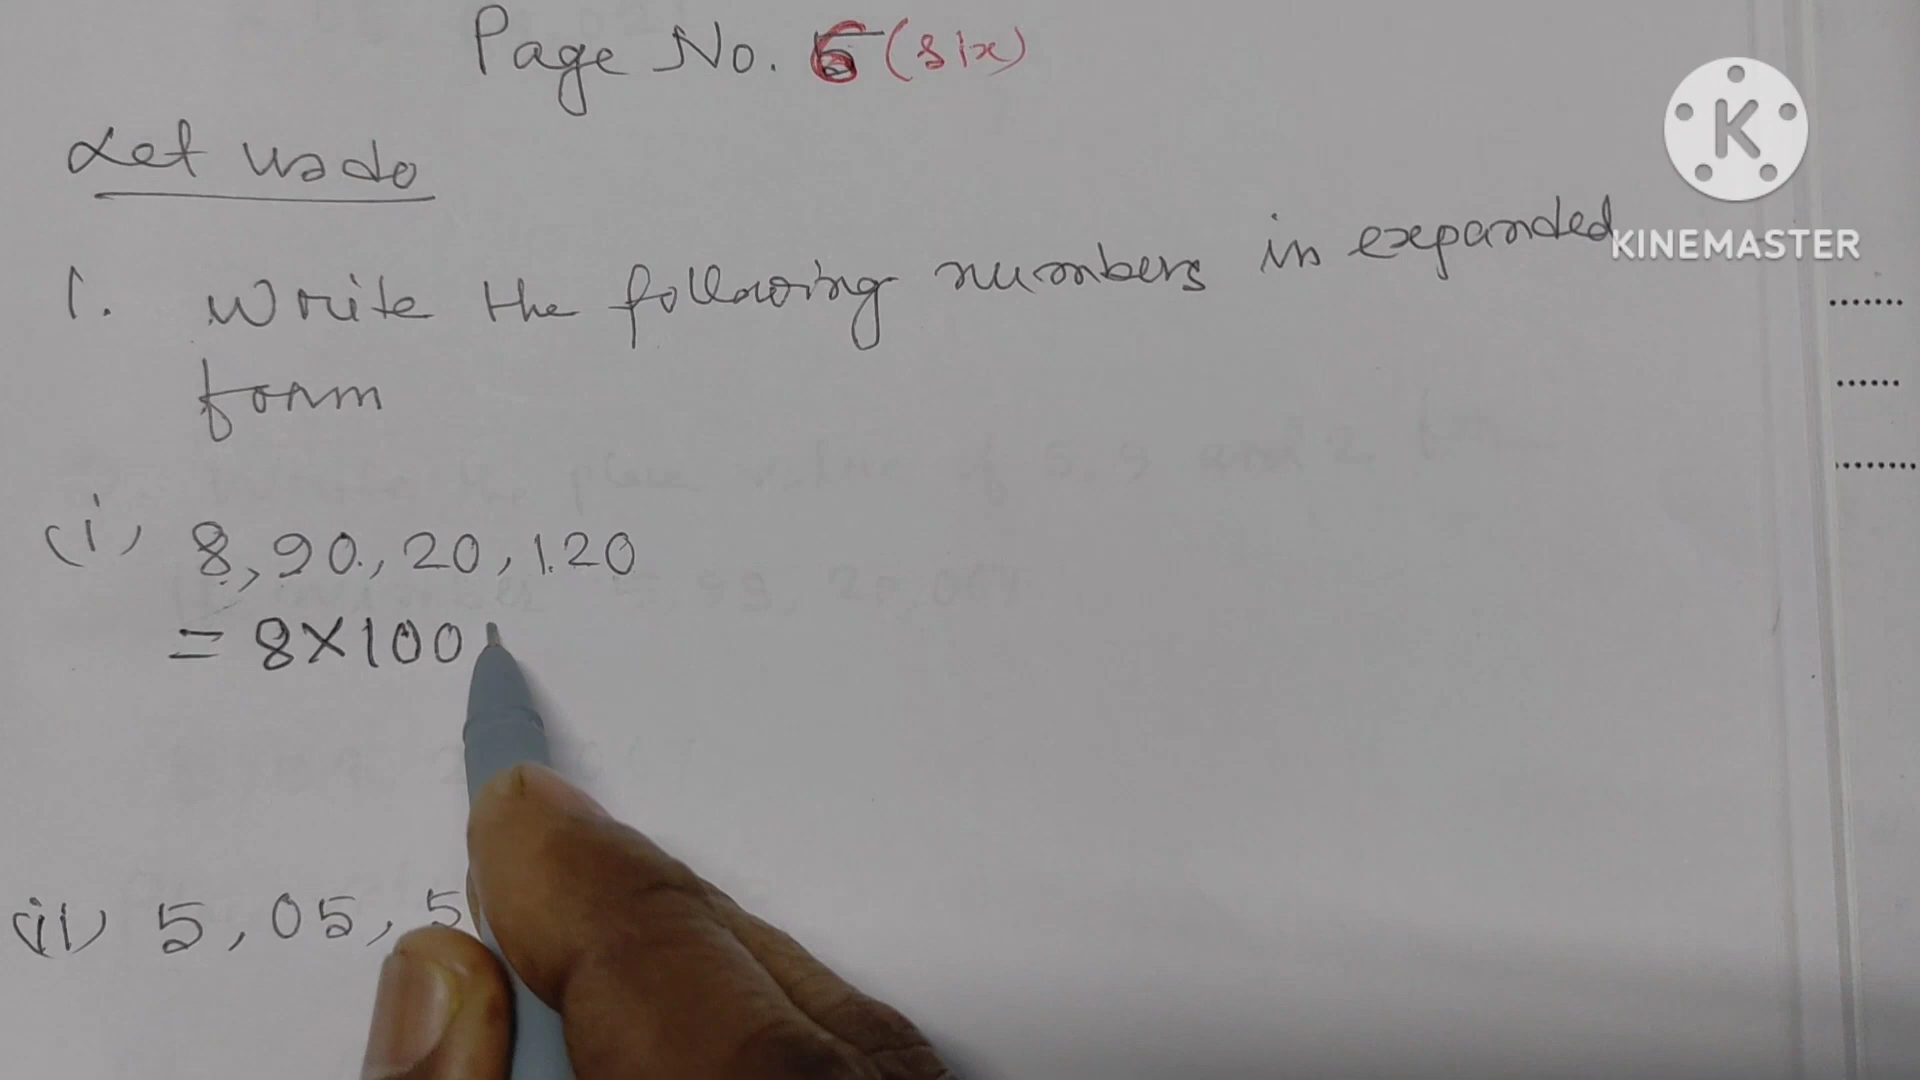 Page No. 6 (six)
Let us do
KINEMASTER
1. Write the following numbers in expanded
form
(i) 8,90,20,120
= 8×100
(ii) 5,05,5